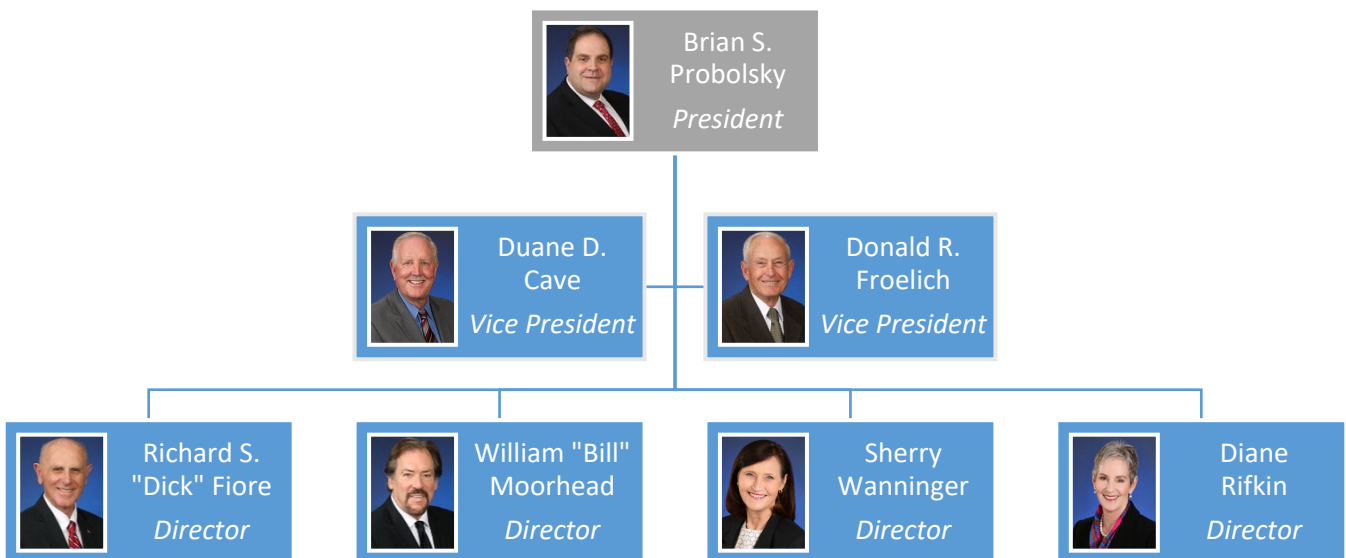 Brian S.
Probolsky
President
Duane D.
Cave
Vice President
Donald R.
Froelich
Vice President
Richard S.
"Dick" Fiore
Director
William "Bill"
Moorhead
Director
Sherry
Wanninger
Director
Diane
Rifkin
Director